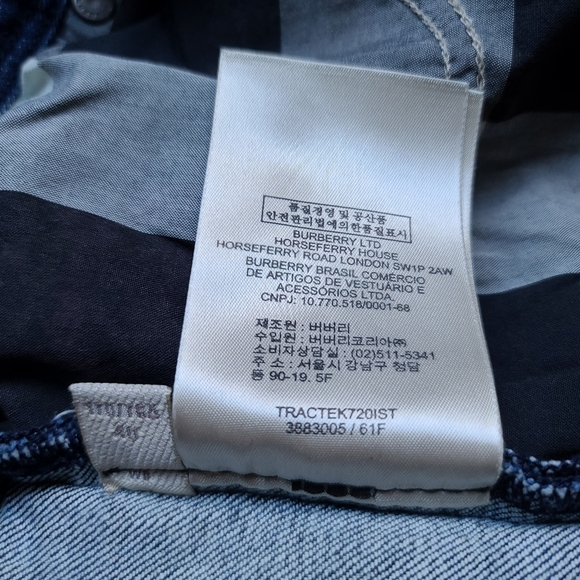 품질경영 및 공산품
안전관리법에의한품질표시
BURBERRY LTD
HORSEFERRY HOUSE
HORSEFERRY ROAD LONDON SW1P 2AW
BURBERRY BRASIL COMÉRCIO
DE ARTIGOS DE VESTUÁRIO E
ACESSÓRIOS LTDA.
CNPJ: 10.770.518/0001-68
제조원 : 버버리
수입원 : 버버리코리아㈜
소비자상담실 : (02)511-5341
주소 : 서울시 강남구 청담
동 90-19. 5F
TRACTEK720IST
3883005 / 61F